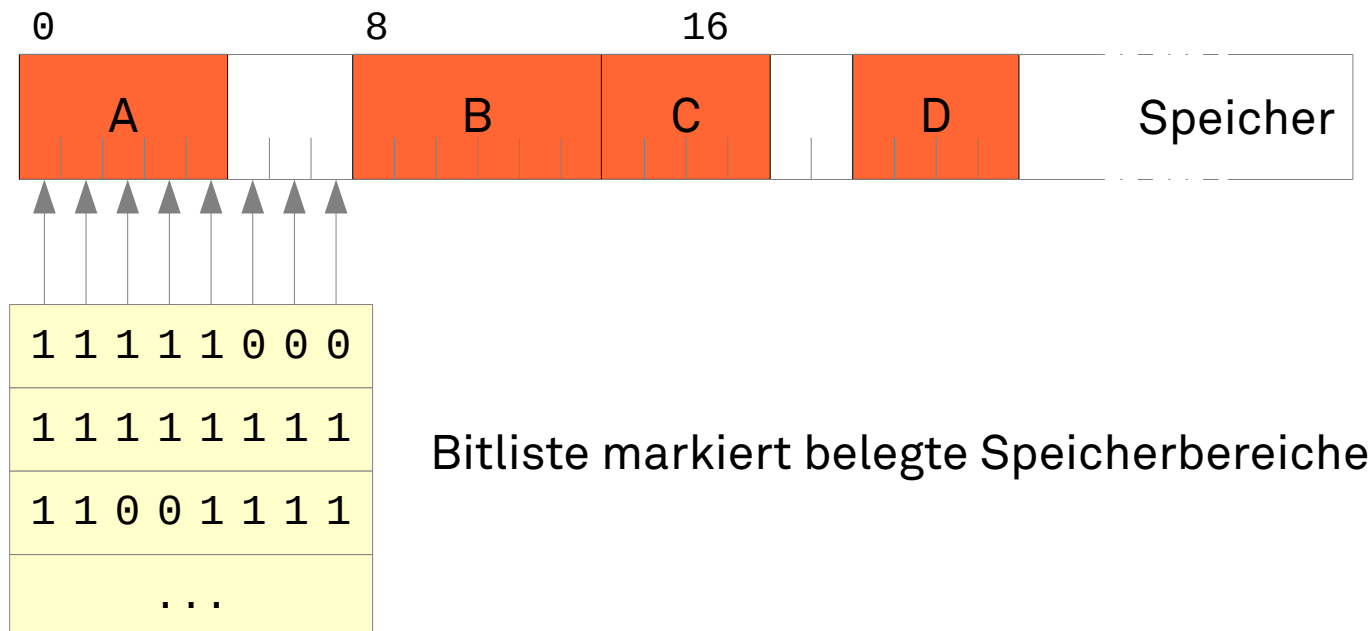 0 8 16
A B C D Speicher
1 1 1 1 1 0 0 0
1 1 1 1 1 1 1 1
Bitliste markiert belegte Speicherbereiche
1 1 0 0 1 1 1 1
...